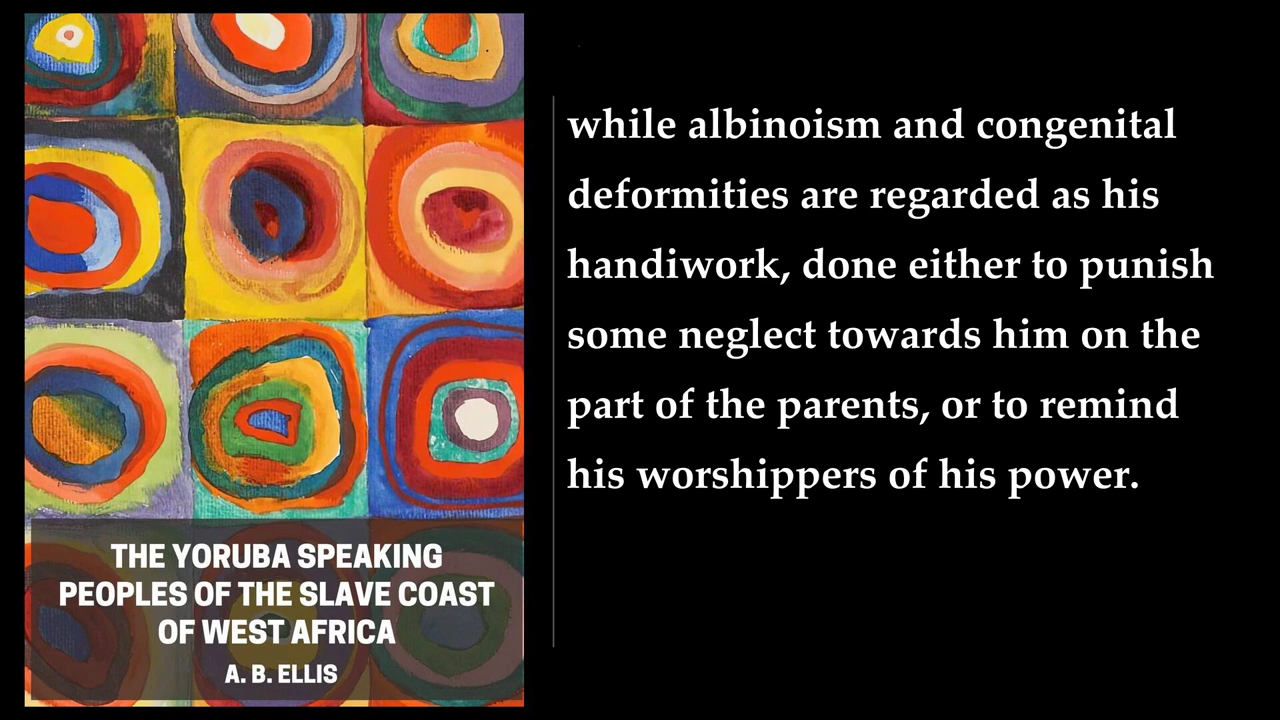 THE YORUBA SPEAKING
PEOPLES OF THE SLAVE COAST
OF WEST AFRICA
A. B. ELLIS
while albinoism and congenital
deformities are regarded as his
handiwork, done either to punish
some neglect towards him on the
part of the parents, or to remind
his worshippers of his power.